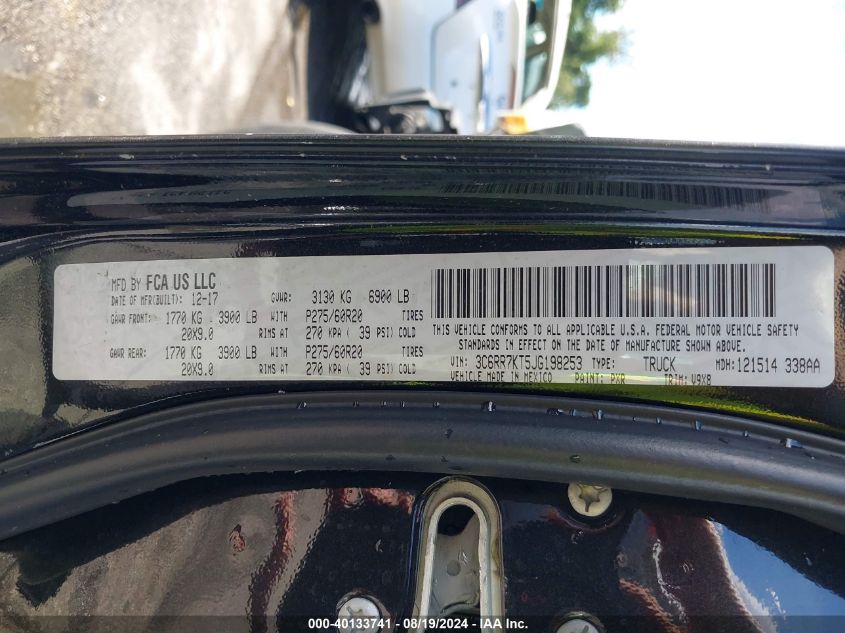 MFD BY FCA US LLC
DATE OF MFR(BUILT): 12-17 GVWR: 3130 KG 6900 LB
GAWR FRONT: 1770 KG 3900 LB WITH P275/60R20 TIRES
20X9.0 RIMS AT 270 KPA ( 39 PSI) COLD
GAWR REAR: 1770 KG 3900 LB WITH P275/60R20 TIRES
20X9.0 RIMS AT 270 KPA ( 39 PSI) COLD
THIS VEHICLE CONFORMS TO ALL APPLICABLE U.S.A. FEDERAL MOTOR VEHICLE SAFETY
STANDARDS IN EFFECT ON THE DATE OF MANUFACTURE SHOWN ABOVE.
VIN: 3C6RR7KT5JG198253 TYPE: TRUCK MDH: 121514 338AA
VEHICLE MADE IN MEXICO PAINT: PXR TRIM: V9X8
000-40133741 - 08/19/2024 - IAA Inc.